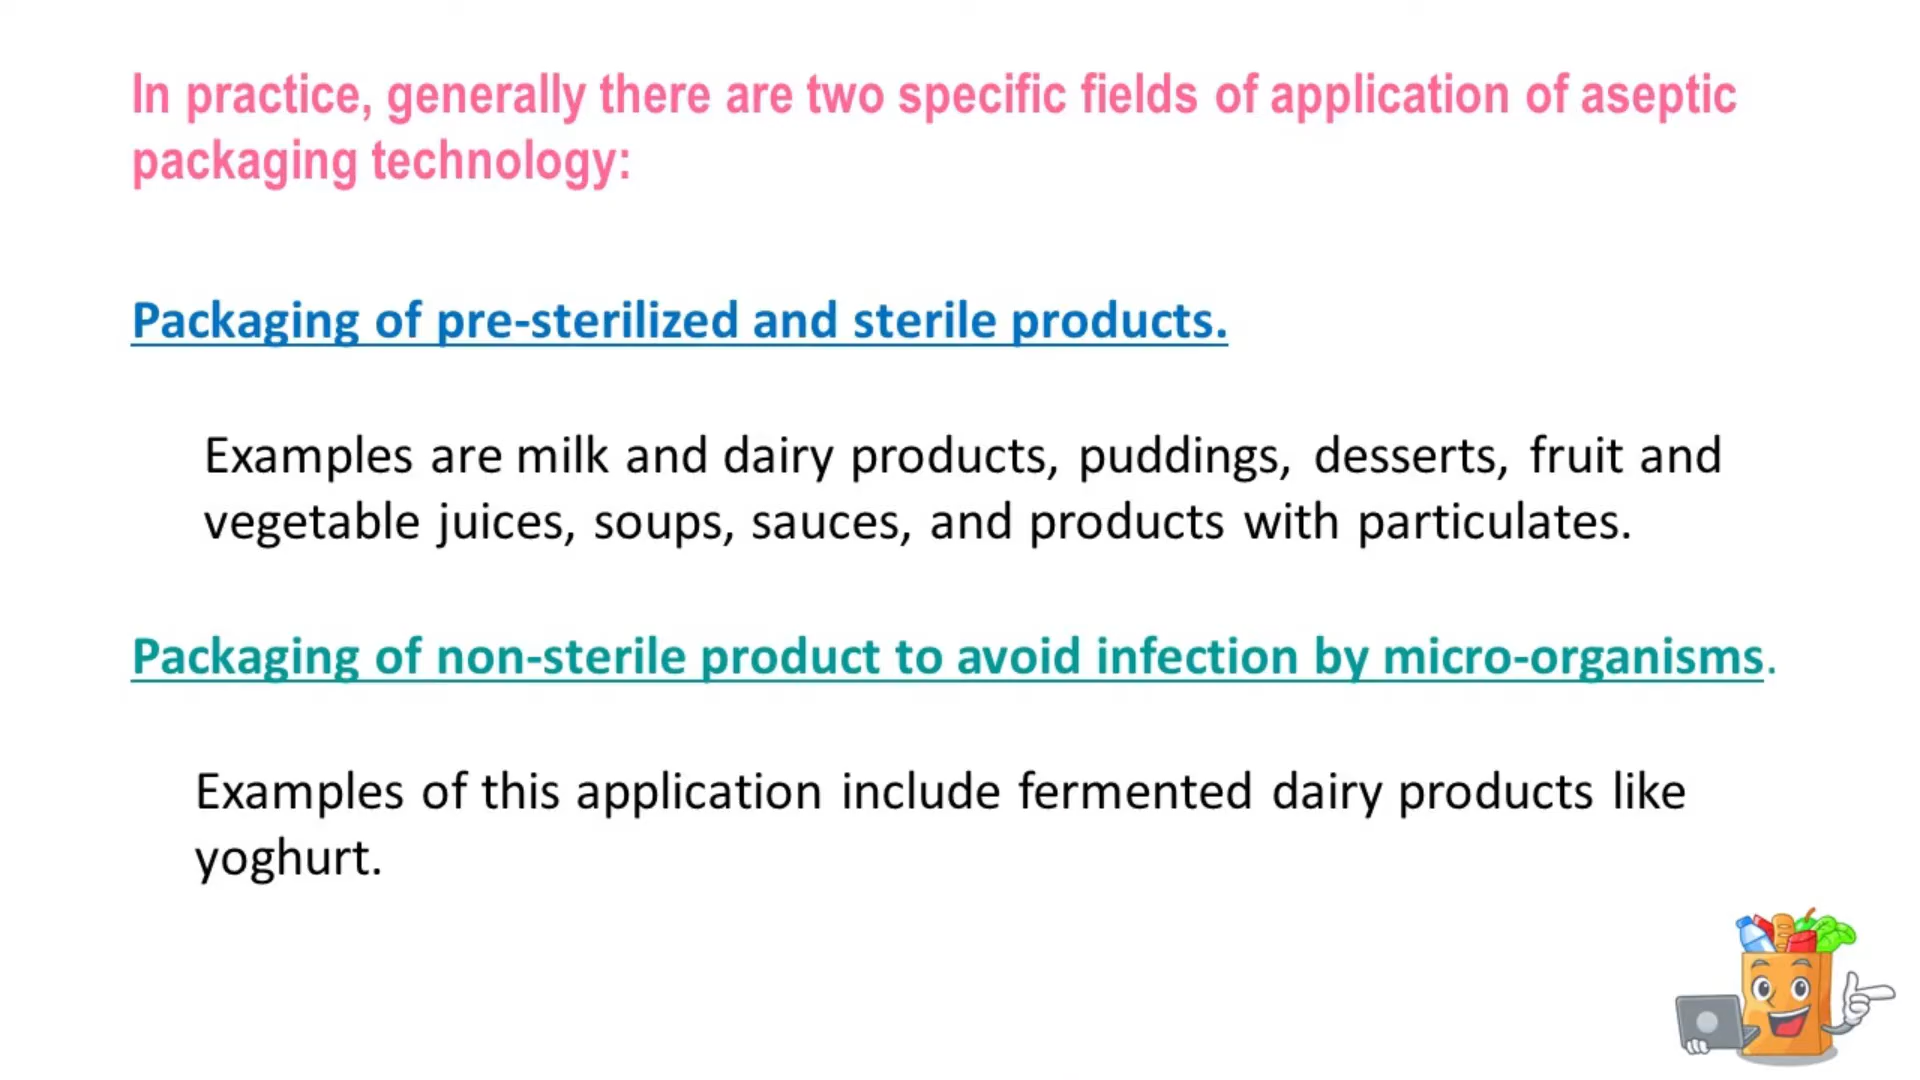 In practice, generally there are two specific fields of application of aseptic
packaging technology:
Packaging of pre-sterilized and sterile products.
Examples are milk and dairy products, puddings, desserts, fruit and
vegetable juices, soups, sauces, and products with particulates.
Packaging of non-sterile product to avoid infection by micro-organisms.
Examples of this application include fermented dairy products like
yoghurt.